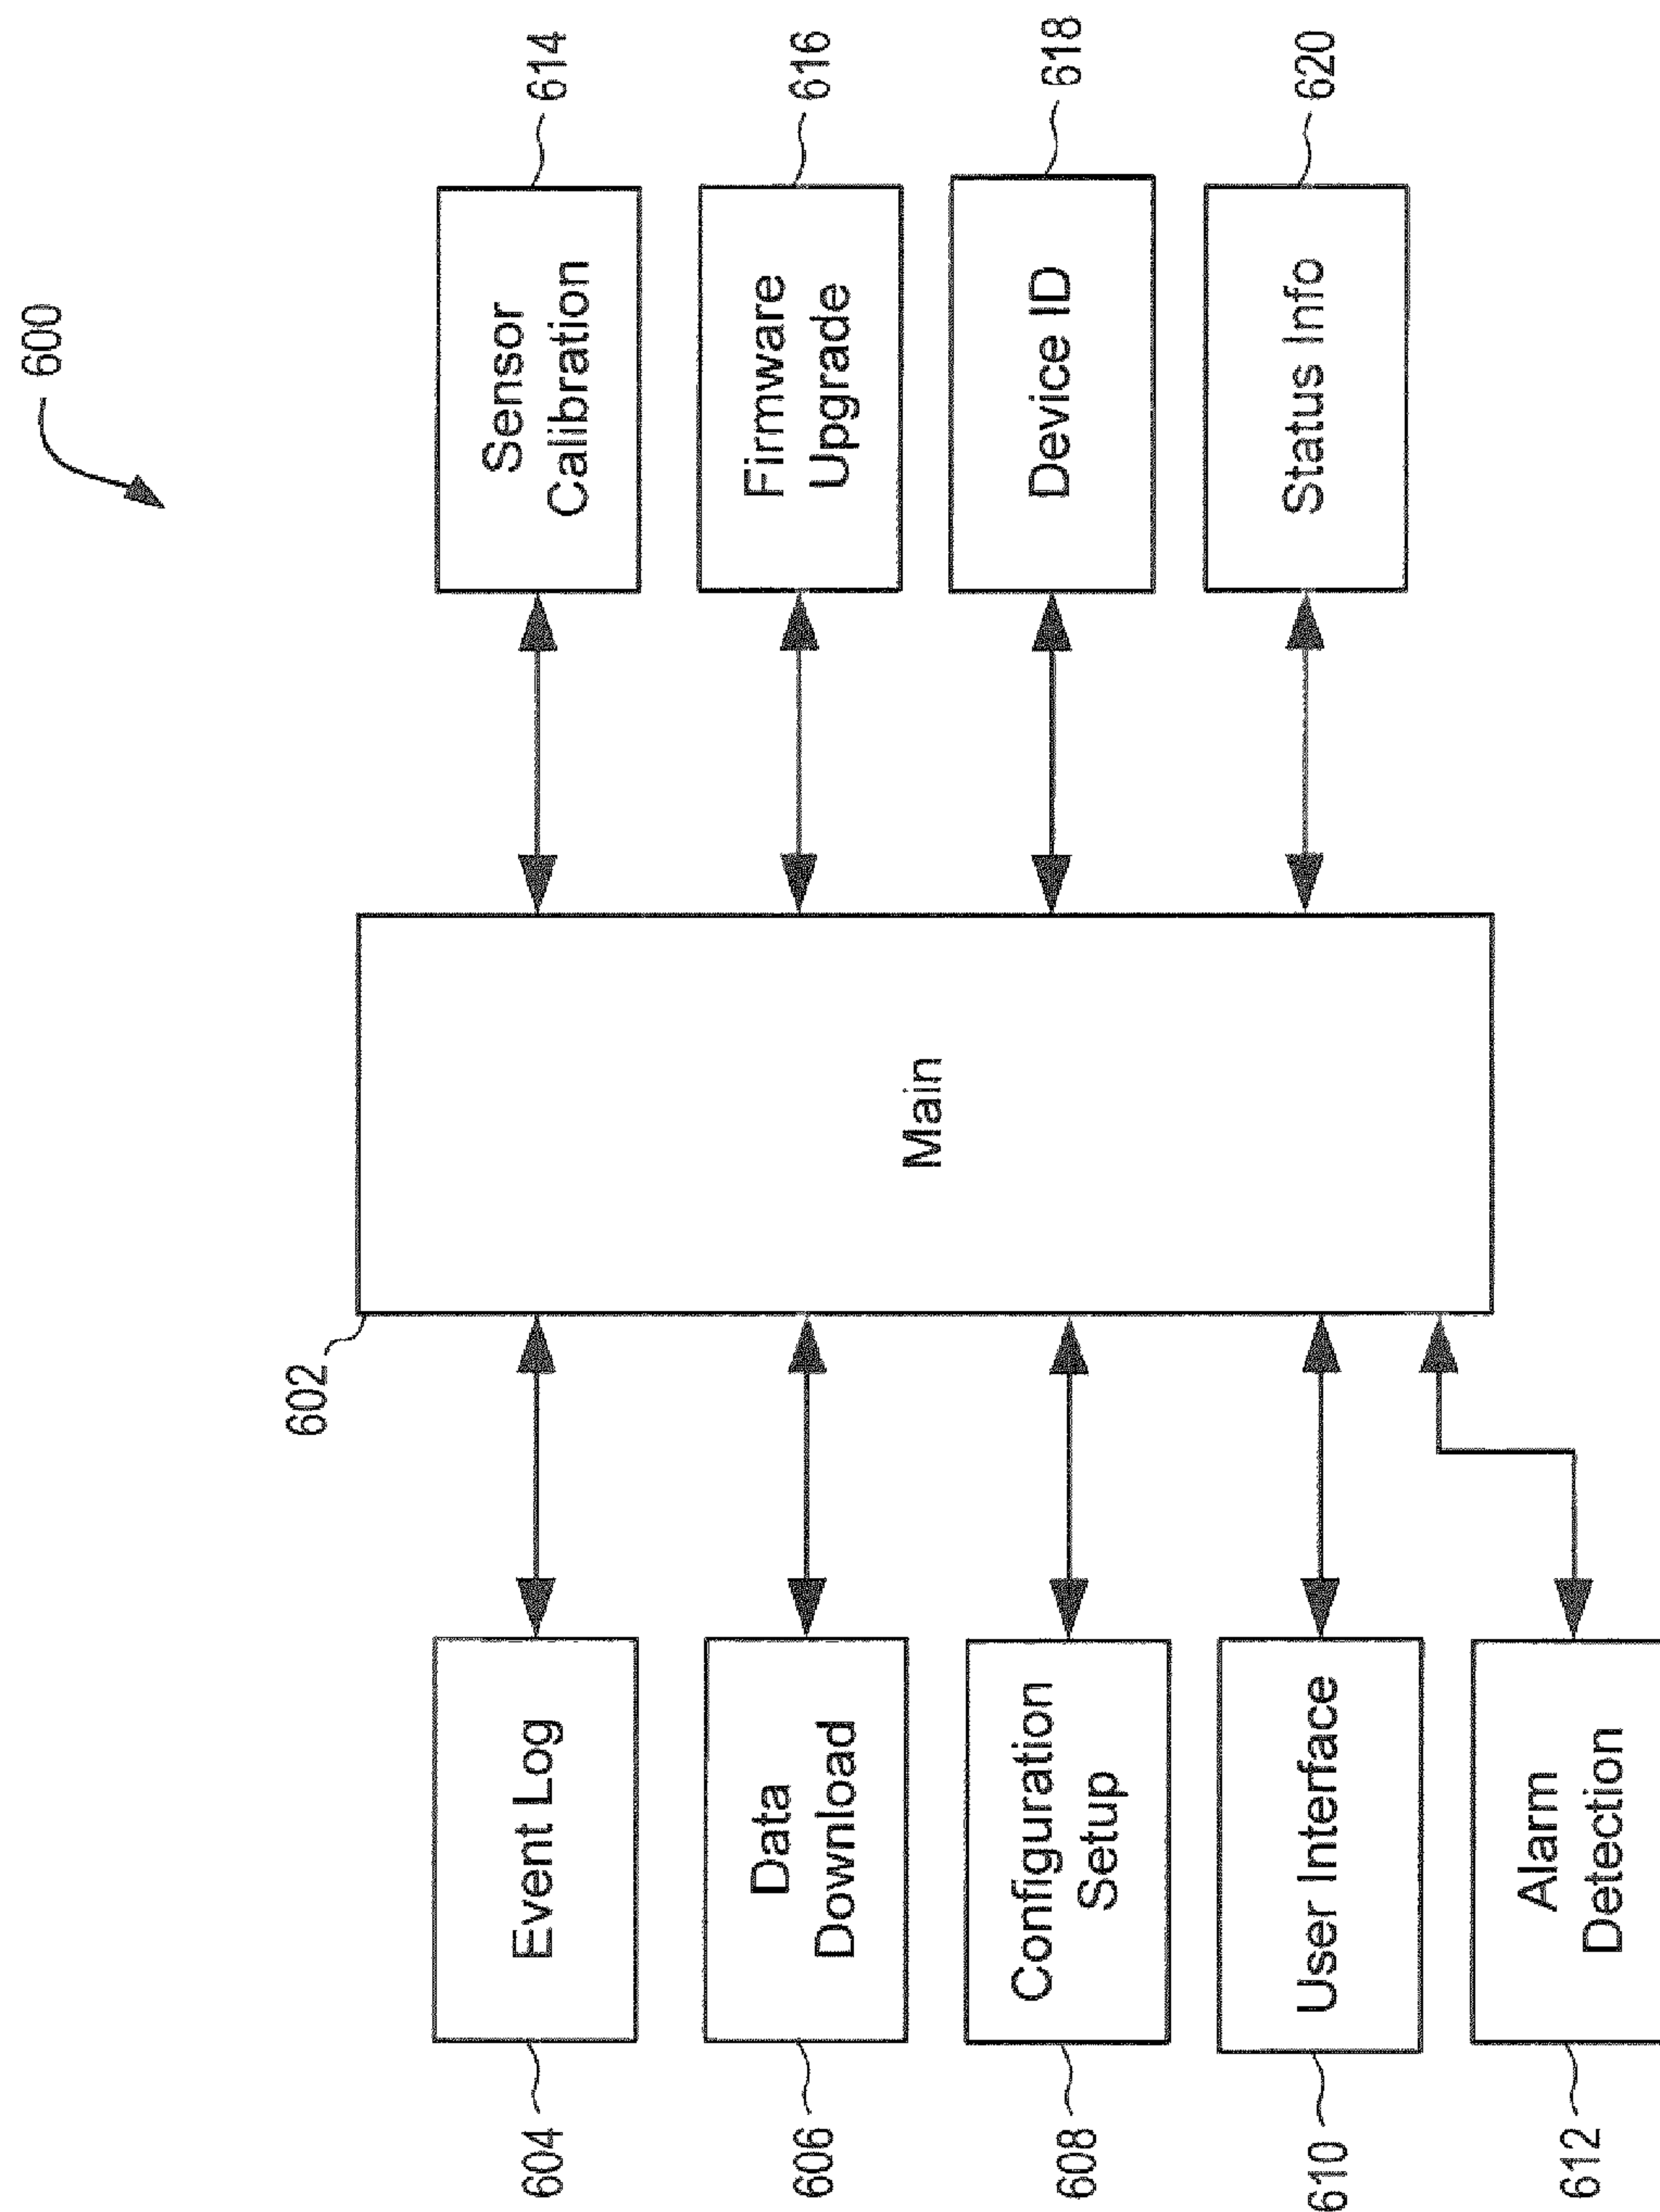 600
602
Main
604
Event Log
606
Data
Download
608
Configuration
Setup
610
User Interface
612
Alarm
Detection
Sensor
Calibration
614
Firmware
Upgrade
616
Device ID
618
Status Info
620